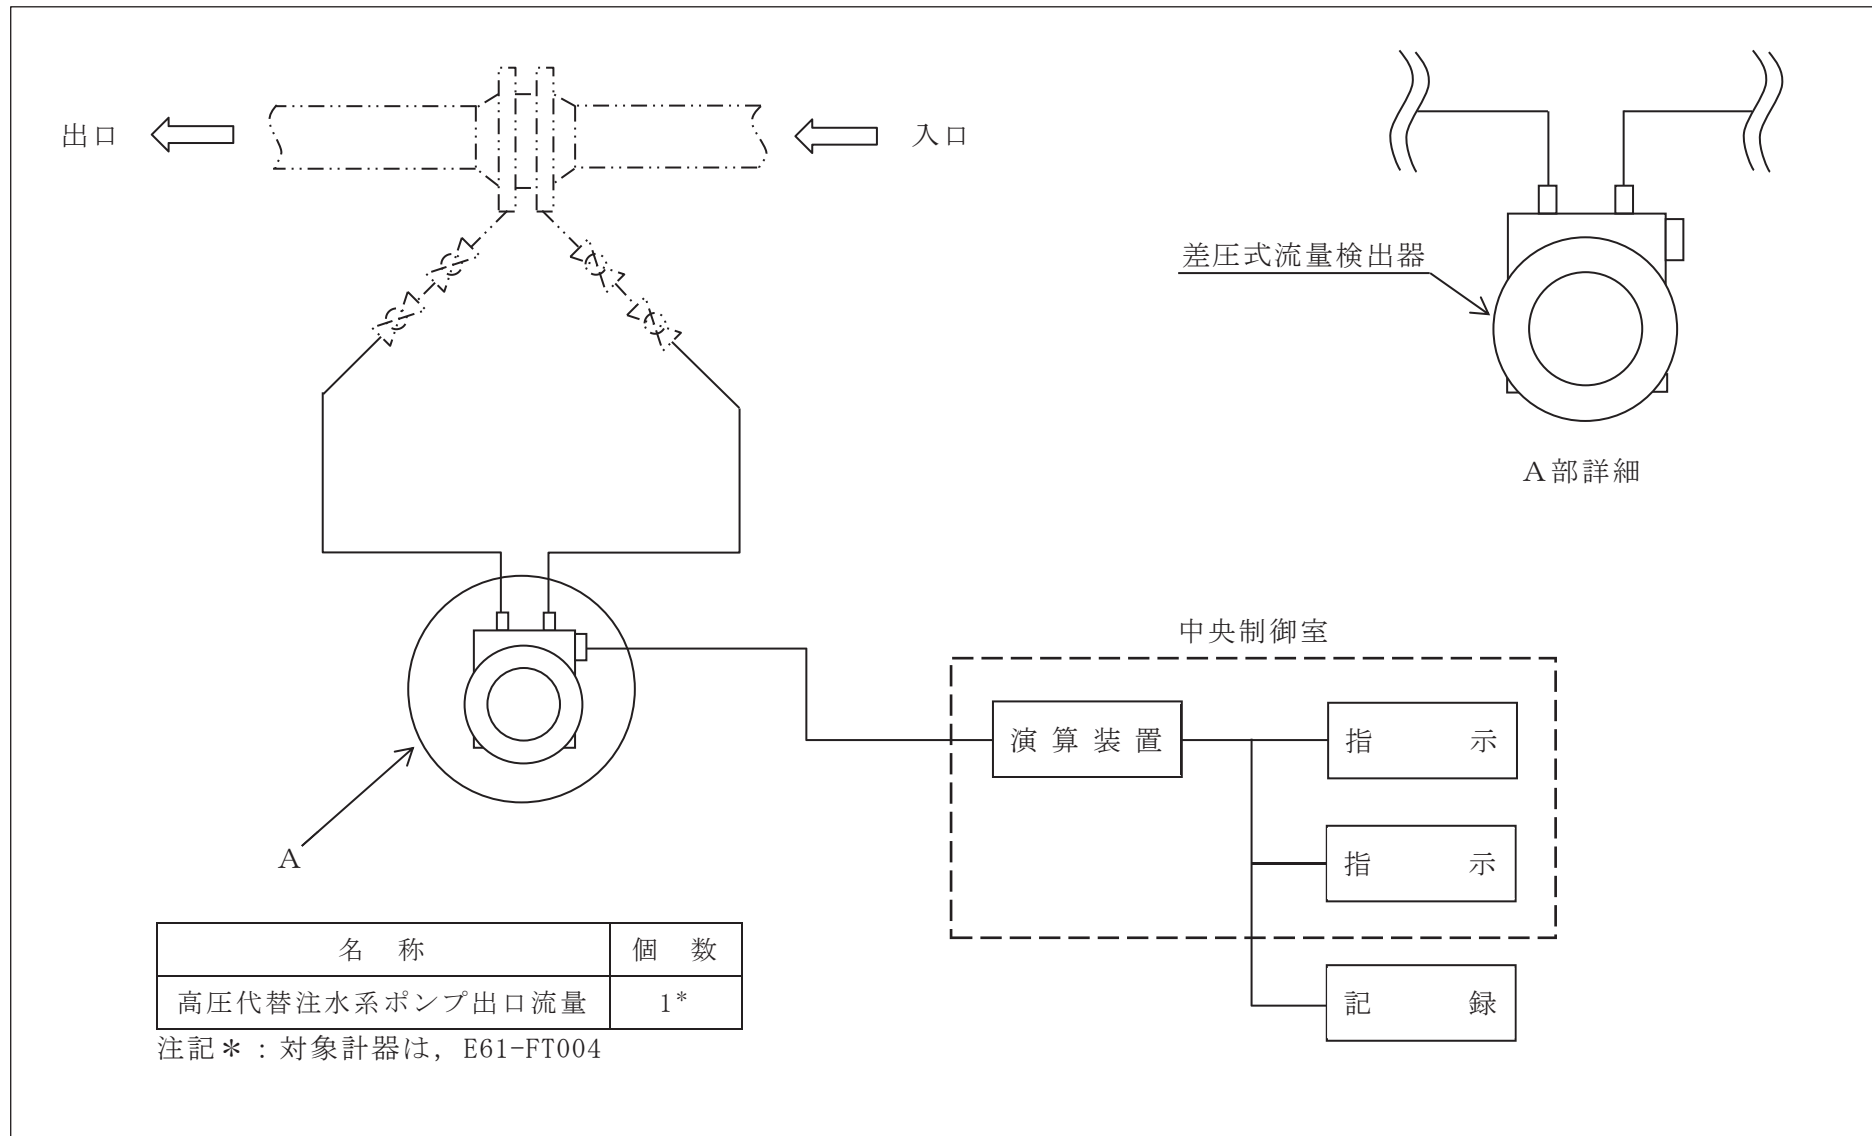 出口
入口
差圧式流量検出器
A部詳細
中央制御室
演算装置
指示
指示
記録
A
名称 個数
高圧代替注水系ポンプ出口流量 1*
注記＊：対象計器は，E61-FT004